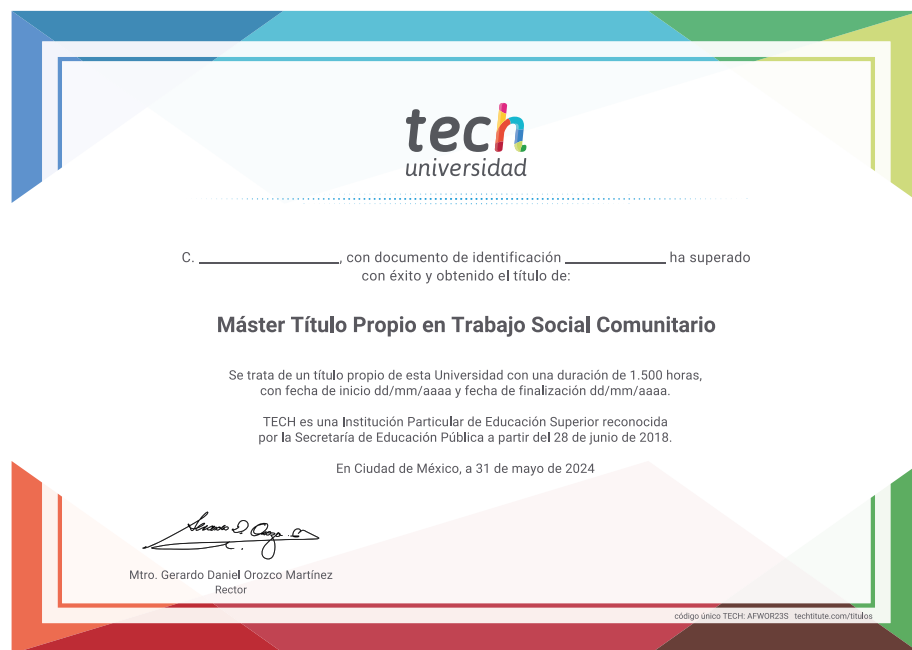 tech
universidad
C. ____________________, con documento de identificación ______________ ha superado
con éxito y obtenido el título de:
Máster Título Propio en Trabajo Social Comunitario
Se trata de un título propio de esta Universidad con una duración de 1.500 horas,
con fecha de inicio dd/mm/aaaa y fecha de finalización dd/mm/aaaa.
TECH es una Institución Particular de Educación Superior reconocida
por la Secretaría de Educación Pública a partir del 28 de junio de 2018.
En Ciudad de México, a 31 de mayo de 2024
Mtro. Gerardo Daniel Orozco Martínez
Rector
código único TECH: AFWOR23S techtitute.com/titulos